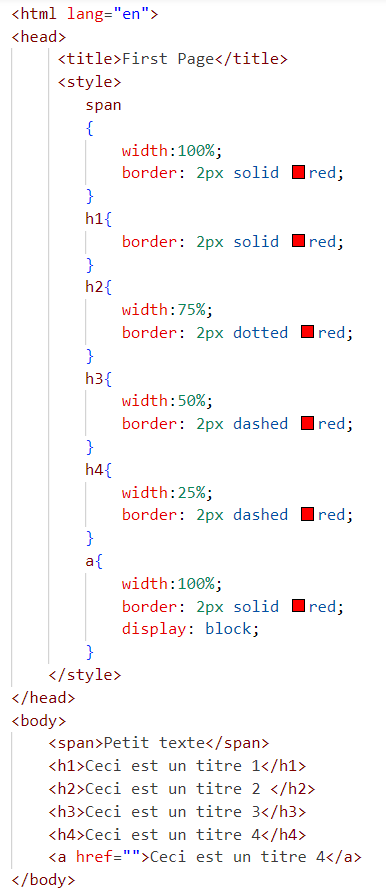 <html lang="en">
<head>
<title>First Page</title>
<style>
span
{
width:100%;
border: 2px solid red;
}
h1{
border: 2px solid red;
}
h2{
width:75%;
border: 2px dotted red;
}
h3{
width:50%;
border: 2px dashed red;
}
h4{
width:25%;
border: 2px dashed red;
}
a{
width:100%;
border: 2px solid red;
display: block;
}
</style>
</head>
<body>
<span>Petit texte</span>
<h1>Ceci est un titre 1</h1>
<h2>Ceci est un titre 2 </h2>
<h3>Ceci est un titre 3</h3>
<h4>Ceci est un titre 4</h4>
<a href="">Ceci est un titre 4</a>
</body>